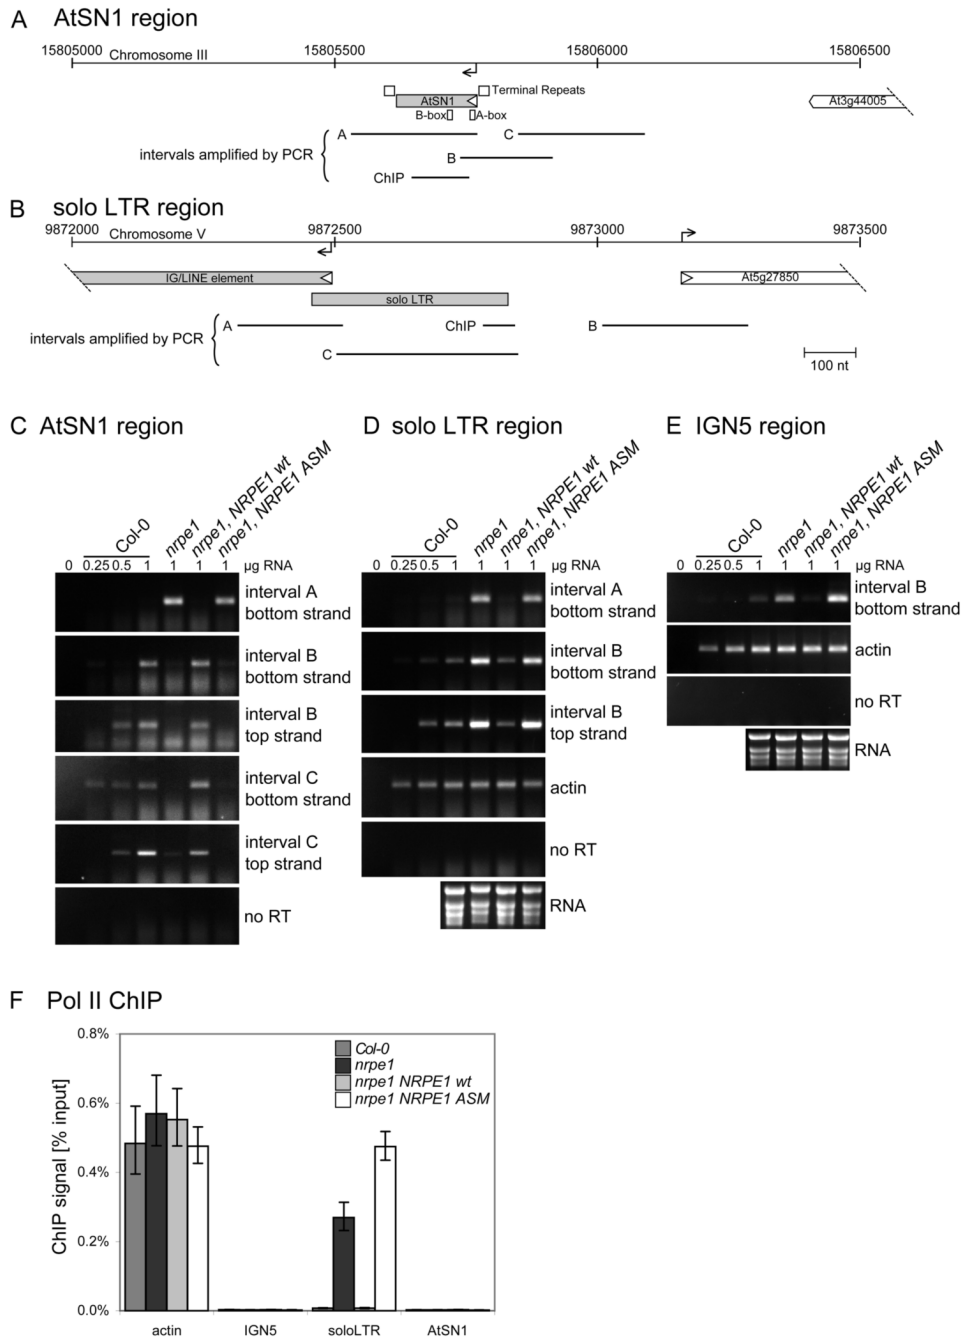 A AtSN1 region
15805000 Chromosome III 15805500 15806000 15806500
Terminal Repeats
AtSN1
At3g44005
B-box A-box
A C
intervals amplified by PCR
B
ChIP
B solo LTR region
9872000 Chromosome V 9872500 9873000 9873500
IG/LINE element
At5g27850
solo LTR
A ChIP B
intervals amplified by PCR
C
100 nt
C AtSN1 region
Col-0
nrpe1
nrpe1, NRPE1 wt
nrpe1, NRPE1 ASM
0 0.25 0.5 1 1 1 1 µg RNA
interval A
bottom strand
interval B
bottom strand
interval B
top strand
interval C
bottom strand
interval C
top strand
no RT
D solo LTR region
Col-0
nrpe1
nrpe1, NRPE1 wt
nrpe1, NRPE1 ASM
0 0.25 0.5 1 1 1 1 µg RNA
interval A
bottom strand
interval B
bottom strand
interval B
top strand
actin
no RT
RNA
E IGN5 region
Col-0
nrpe1
nrpe1, NRPE1 wt
nrpe1, NRPE1 ASM
0 0.25 0.5 1 1 1 1 µg RNA
interval B
bottom strand
actin
no RT
RNA
F Pol II ChIP
ChIP signal [% input]
0.8%
0.6%
0.4%
0.2%
0.0%
Col-0
nrpe1
nrpe1 NRPE1 wt
nrpe1 NRPE1 ASM
actin IGN5 soloLTR AtSN1